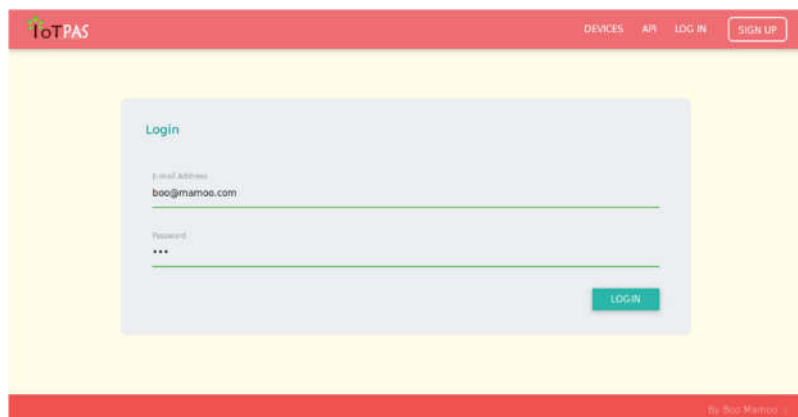 IoTPAS
DEVICES API LOG IN SIGN UP
Login
E-mail Address
boo@mamoo.com
Password
•••
LOGIN
By Boo Mamoo